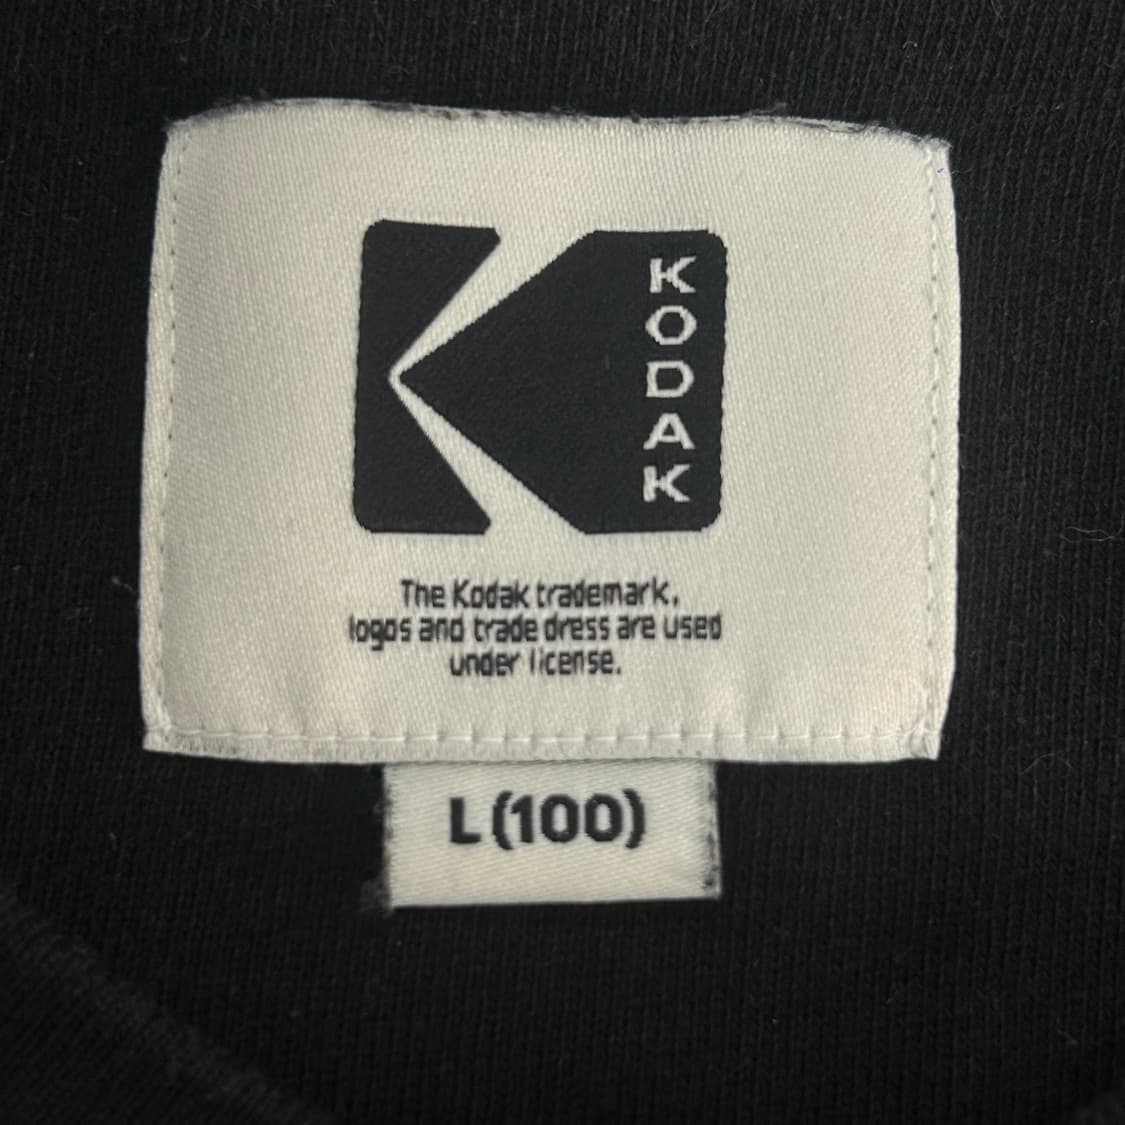 KODAK
The Kodak trademark,
logos and trade dress are used
under license.
L (100)